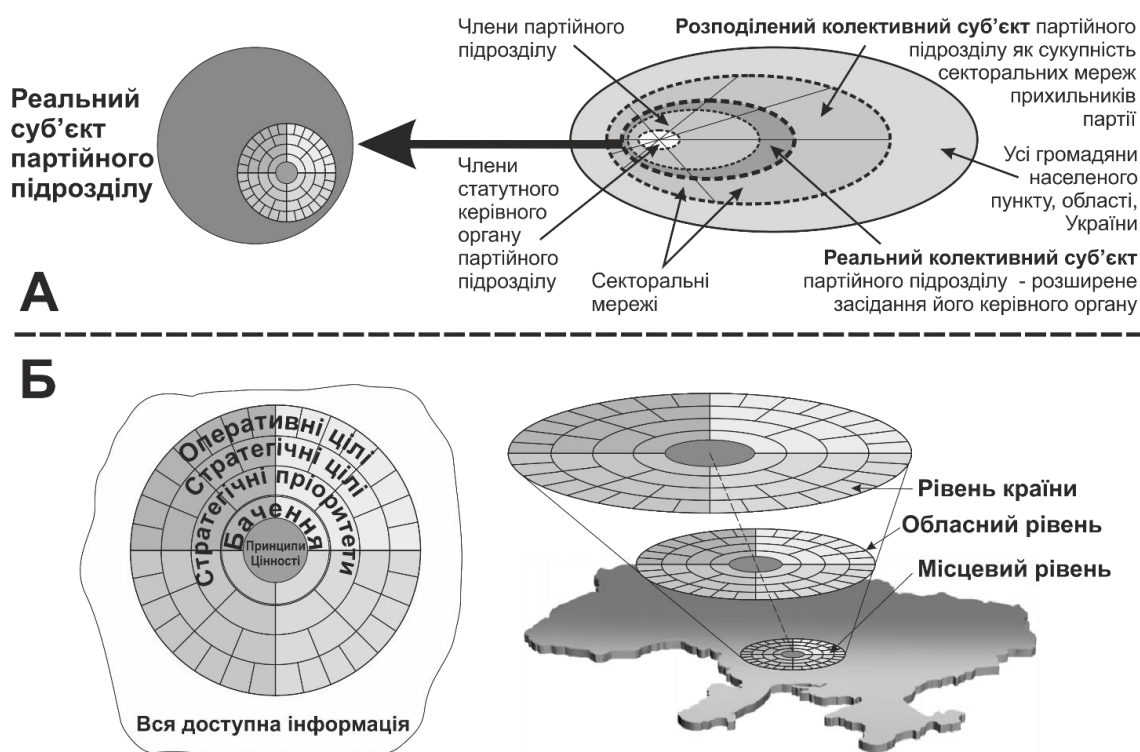 Реальний
суб’єкт
партійного
підрозділу
Члени партійного
підрозділу
Розподілений колективний суб’єкт партійного
підрозділу як сукупність
секторальних мереж
прихильників
партії
Усі громадяни
населеного
пункту, області,
України
Члени
статутного
керівного
органу
партійного
підрозділу
Секторальні
мережі
Реальний колективний суб’єкт
партійного підрозділу - розширене
засідання його керівного органу
А
Б
Оперативні цілі
Стратегічні цілі
Стратегічні пріоритети
Бачення
Принципи
Цінності
Вся доступна інформація
Рівень країни
Обласний рівень
Місцевий рівень